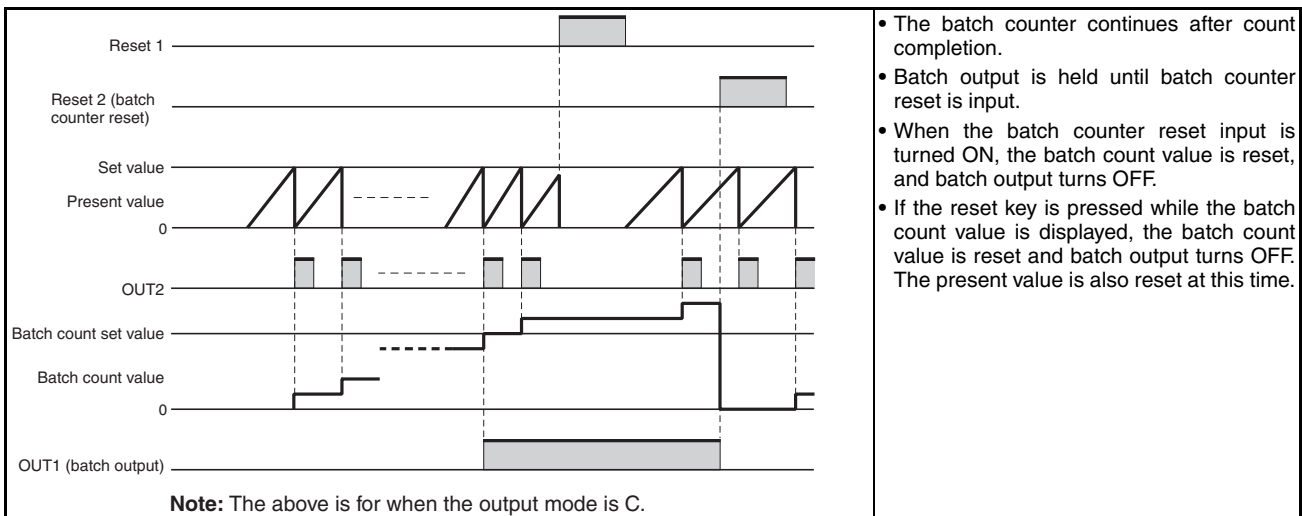 Reset 1
Reset 2 (batch
counter reset)
Set value
Present value
0
OUT2
Batch count set value
Batch count value
0
OUT1 (batch output)
Note: The above is for when the output mode is C.
• The batch counter continues after count
completion.
• Batch output is held until batch counter
reset is input.
• When the batch counter reset input is
turned ON, the batch count value is reset,
and batch output turns OFF.
• If the reset key is pressed while the batch
count value is displayed, the batch count
value is reset and batch output turns OFF.
The present value is also reset at this time.